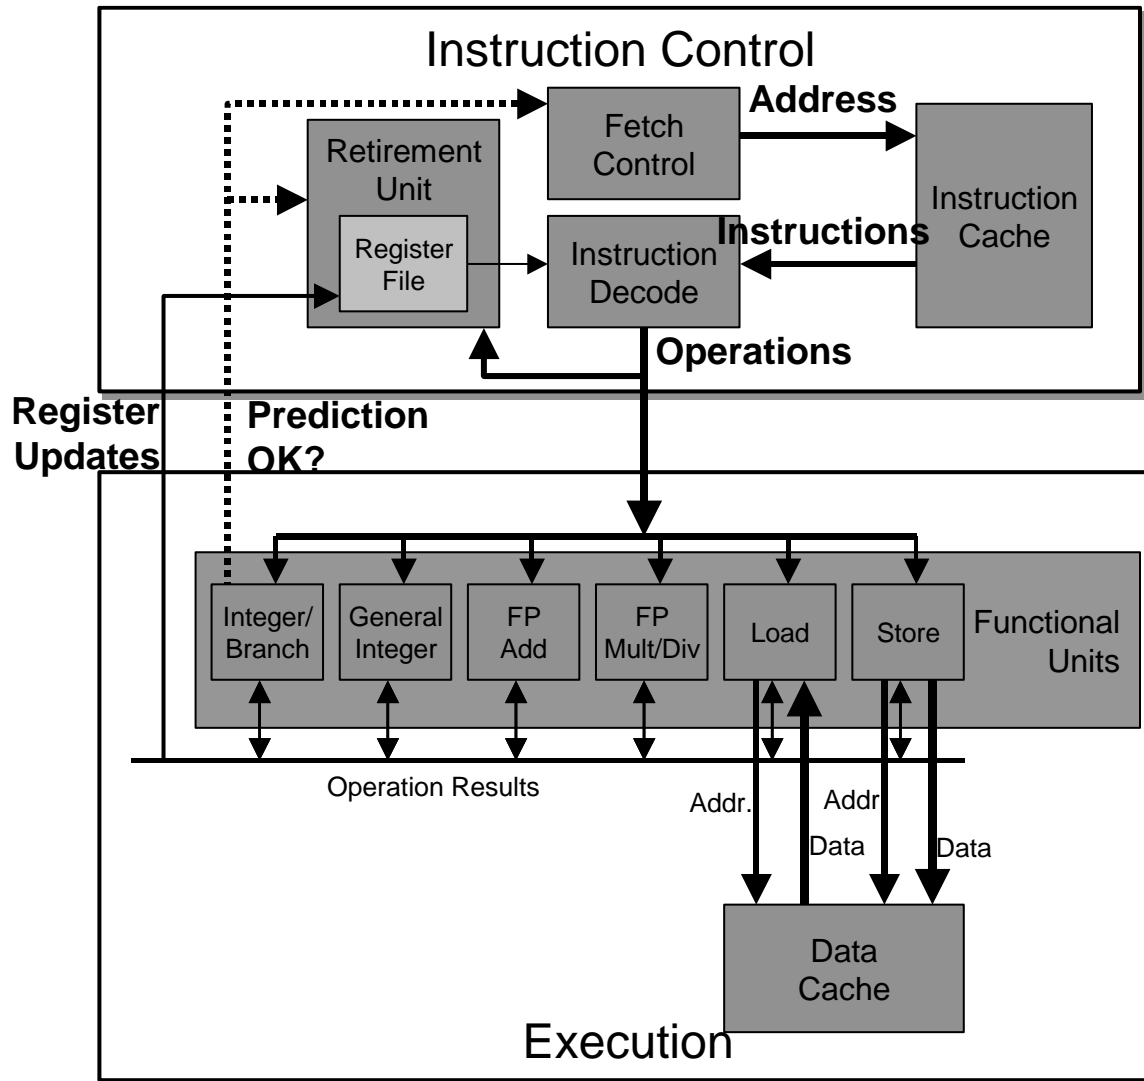 Instruction Control
Address
Fetch
Control
Retirement
Unit
Instruction
Cache
Instructions
Register
File
Instruction
Decode
Operations
Register
Updates
Prediction
OK?
Integer/
Branch
General
Integer
FP
Add
FP
Mult/Div
Load
Store
Functional
Units
Operation Results
Addr.
Addr.
Data
Data
Data
Cache
Execution